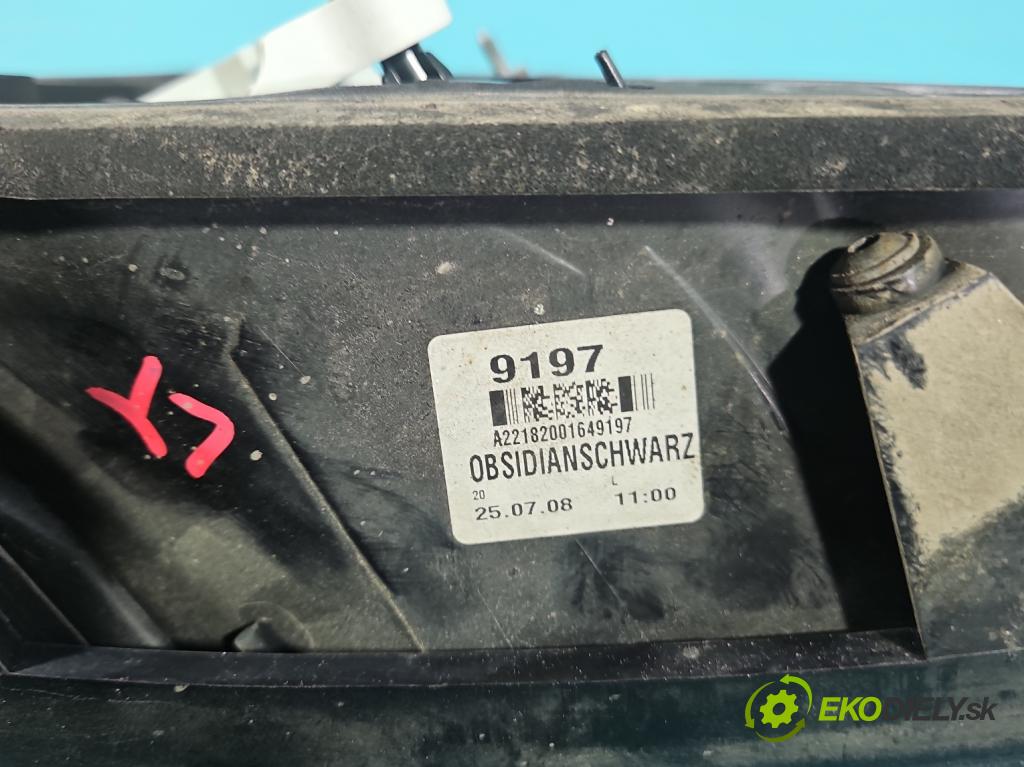 9197
A22182001649197
OBSIDIANSCHWARZ
20 L
25.07.08 11:00
EKODIELY.sk